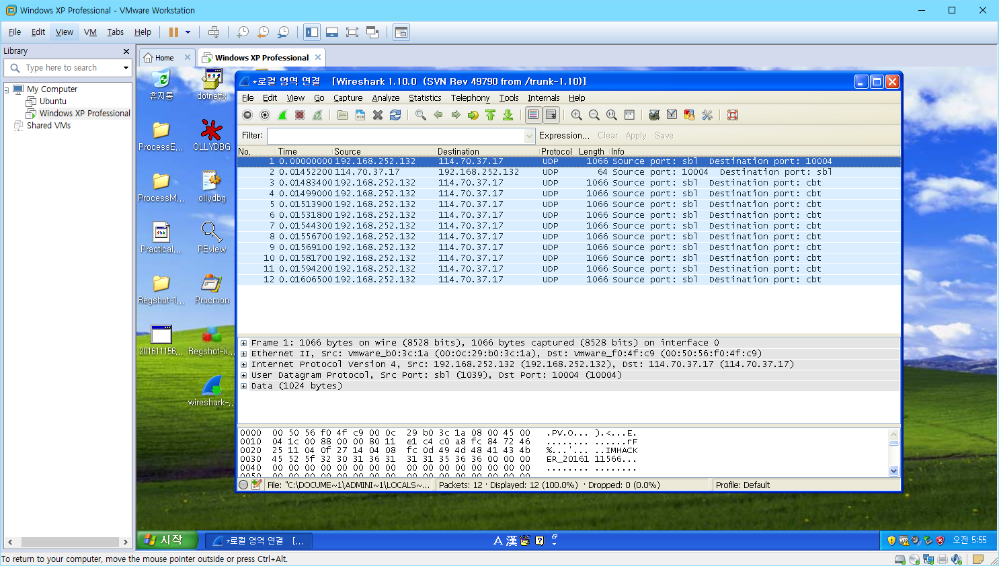 Windows XP Professional - VMware Workstation
File Edit View VM Tabs Help
Library
Type here to search
My Computer
Ubuntu
Windows XP Professional
Shared VMs
Home
Windows XP Professional
휴지통
dotnetfx
ProcessE...
OLLYDBG
ProcessM...
ollydbg
Practical...
PEview
Regshot-1...
Procmon
201611156...
Regshot-x...
wireshark-...
*로컬 영역 연결 [Wireshark 1.10.0 (SVN Rev 49790 from /trunk-1.10)]
File Edit View Go Capture Analyze Statistics Telephony Tools Internals Help
Filter: Expression... Clear Apply Save
No. Time Source Destination Protocol Length Info
1 0.00000000 192.168.252.132 114.70.37.17 UDP 1066 Source port: sbl Destination port: 10004
2 0.01452200 114.70.37.17 192.168.252.132 UDP 64 Source port: 10004 Destination port: sbl
3 0.01483400 192.168.252.132 114.70.37.17 UDP 1066 Source port: sbl Destination port: cbt
4 0.01499000 192.168.252.132 114.70.37.17 UDP 1066 Source port: sbl Destination port: cbt
5 0.01513900 192.168.252.132 114.70.37.17 UDP 1066 Source port: sbl Destination port: cbt
6 0.01531800 192.168.252.132 114.70.37.17 UDP 1066 Source port: sbl Destination port: cbt
7 0.01544300 192.168.252.132 114.70.37.17 UDP 1066 Source port: sbl Destination port: cbt
8 0.01556700 192.168.252.132 114.70.37.17 UDP 1066 Source port: sbl Destination port: cbt
9 0.01569100 192.168.252.132 114.70.37.17 UDP 1066 Source port: sbl Destination port: cbt
10 0.01581700 192.168.252.132 114.70.37.17 UDP 1066 Source port: sbl Destination port: cbt
11 0.01594200 192.168.252.132 114.70.37.17 UDP 1066 Source port: sbl Destination port: cbt
12 0.01606500 192.168.252.132 114.70.37.17 UDP 1066 Source port: sbl Destination port: cbt
Frame 1: 1066 bytes on wire (8528 bits), 1066 bytes captured (8528 bits) on interface 0
Ethernet II, Src: Vmware_b0:3c:1a (00:0c:29:b0:3c:1a), Dst: Vmware_f0:4f:c9 (00:50:56:f0:4f:c9)
Internet Protocol Version 4, Src: 192.168.252.132 (192.168.252.132), Dst: 114.70.37.17 (114.70.37.17)
User Datagram Protocol, Src Port: sbl (1039), Dst Port: 10004 (10004)
Data (1024 bytes)
0000 00 50 56 f0 4f c9 00 0c 29 b0 3c 1a 08 00 45 00 .PV.O... ).<...E.
0010 04 1c 00 88 00 00 80 11 e1 c4 c0 a8 fc 84 72 46 ........ ......rF
0020 25 11 04 0f 27 14 04 08 fc 0d 49 4d 48 41 43 4b %...'... ..IMHACK
0030 45 52 5f 32 30 31 36 31 31 31 35 36 36 00 00 00 ER_20161 11566...
0040 00 00 00 00 00 00 00 00 00 00 00 00 00 00 00 00 ........ ........
File: "C:\DOCUME~1\ADMINI~1\LOCALS~... Packets: 12 · Displayed: 12 (100.0%) · Dropped: 0 (0.0%) Profile: Default
시작 *로컬 영역 연결 [... A 漢 오전 5:55
To return to your computer, move the mouse pointer outside or press Ctrl+Alt.